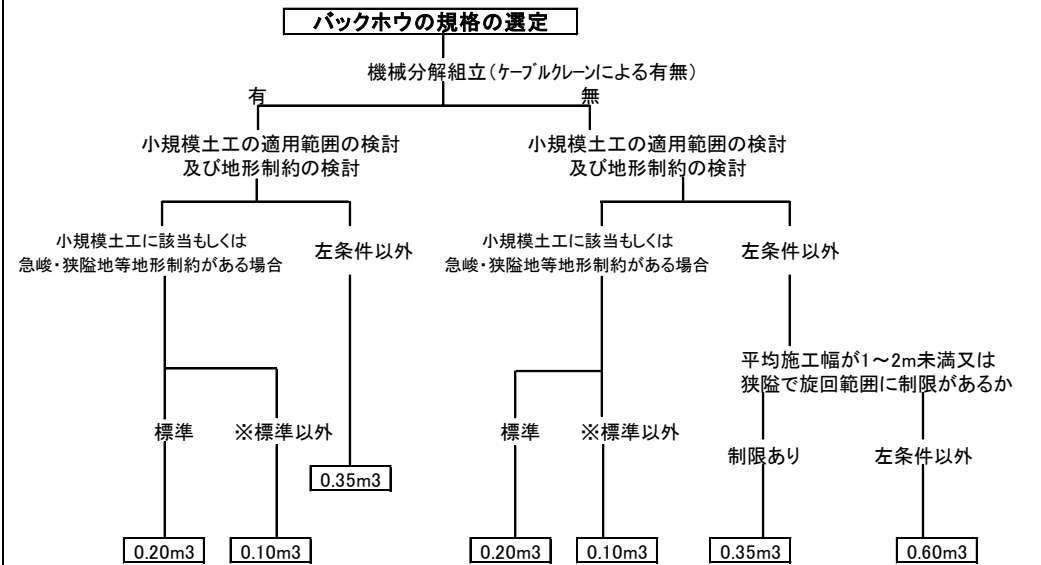 バックホウの規格の選定
機械分解組立（ケーブルクレーンによる有無）
有
無
小規模土工の適用範囲の検討
及び地形制約の検討
小規模土工の適用範囲の検討
及び地形制約の検討
小規模土工に該当もしくは
急峻・狭隘地等地形制約がある場合
左条件以外
小規模土工に該当もしくは
急峻・狭隘地等地形制約がある場合
左条件以外
平均施工幅が1～2m未満又は
狭隘で旋回範囲に制限があるか
標準
※標準以外
標準
※標準以外
制限あり
左条件以外
0.35m3
0.20m3
0.10m3
0.20m3
0.10m3
0.35m3
0.60m3